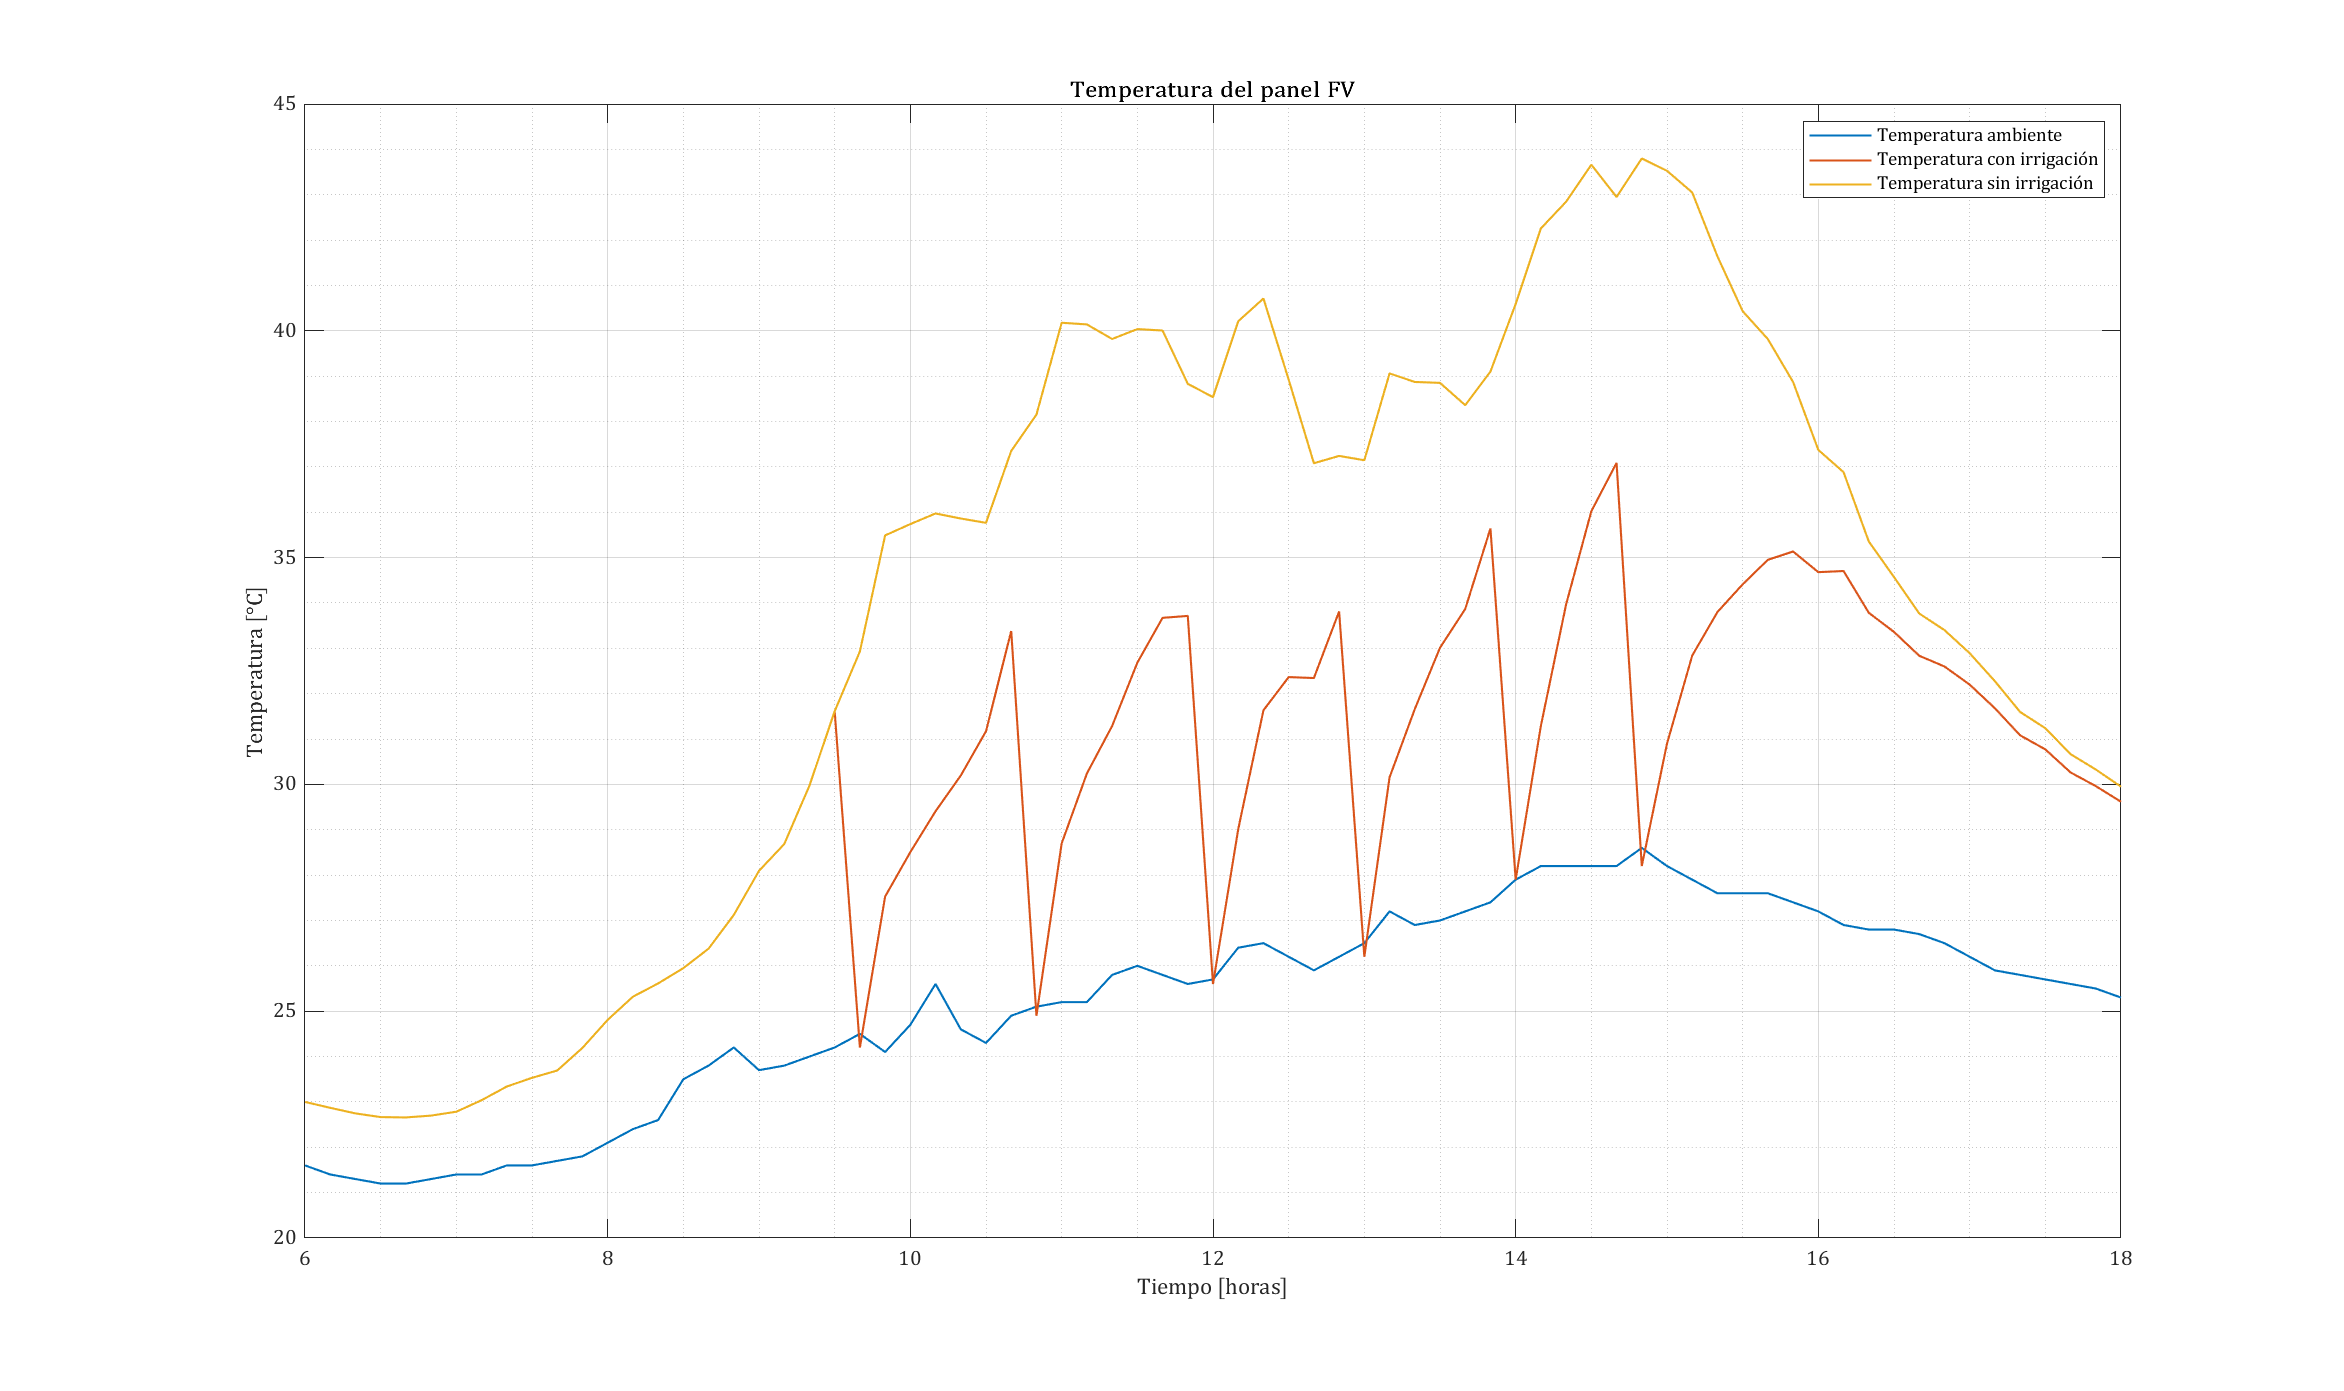 Temperatura del panel FV
45
40
35
30
25
20
Temperatura [°C]
Temperatura ambiente
Temperatura con irrigación
Temperatura sin irrigación
6
8
10
12
14
16
18
Tiempo [horas]